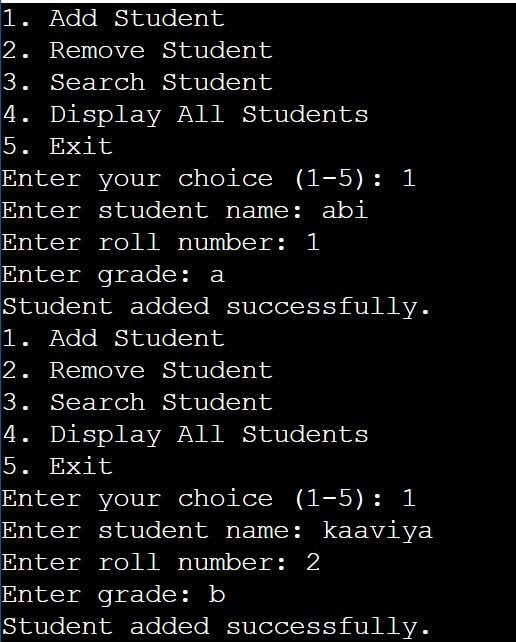 1. Add Student
2. Remove Student
3. Search Student
4. Display All Students
5. Exit
Enter your choice (1-5): 1
Enter student name: abi
Enter roll number: 1
Enter grade: a
Student added successfully.
1. Add Student
2. Remove Student
3. Search Student
4. Display All Students
5. Exit
Enter your choice (1-5): 1
Enter student name: kaaviya
Enter roll number: 2
Enter grade: b
Student added successfully.